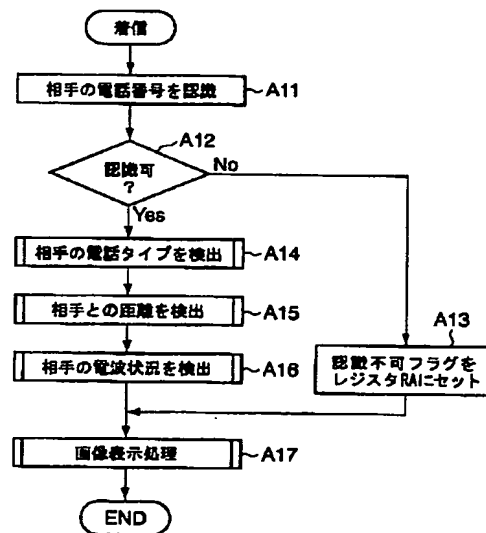 着信
相手の電話番号を認識
A11
A12
認識可
?
No
Yes
相手の電話タイプを検出
A14
相手との距離を検出
A15
A13
相手の電波状況を検出
A16
認識不可フラグを
レジスタRAにセット
画像表示処理
A17
END